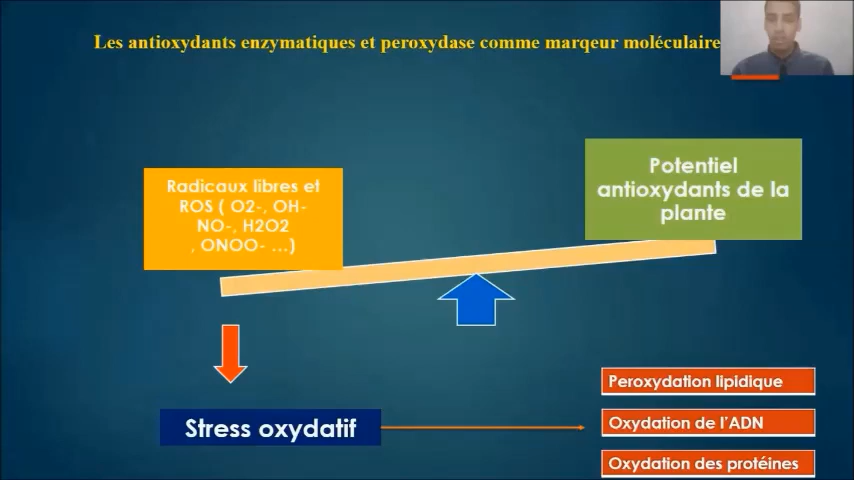 Les antioxydants enzymatiques et peroxydase comme marqeur moléculaire
Radicaux libres et
ROS ( O2-, OH-
NO-, H2O2
, ONOO- ...)
Potentiel
antioxydants de la
plante
Stress oxydatif
Peroxydation lipidique
Oxydation de l'ADN
Oxydation des protéines